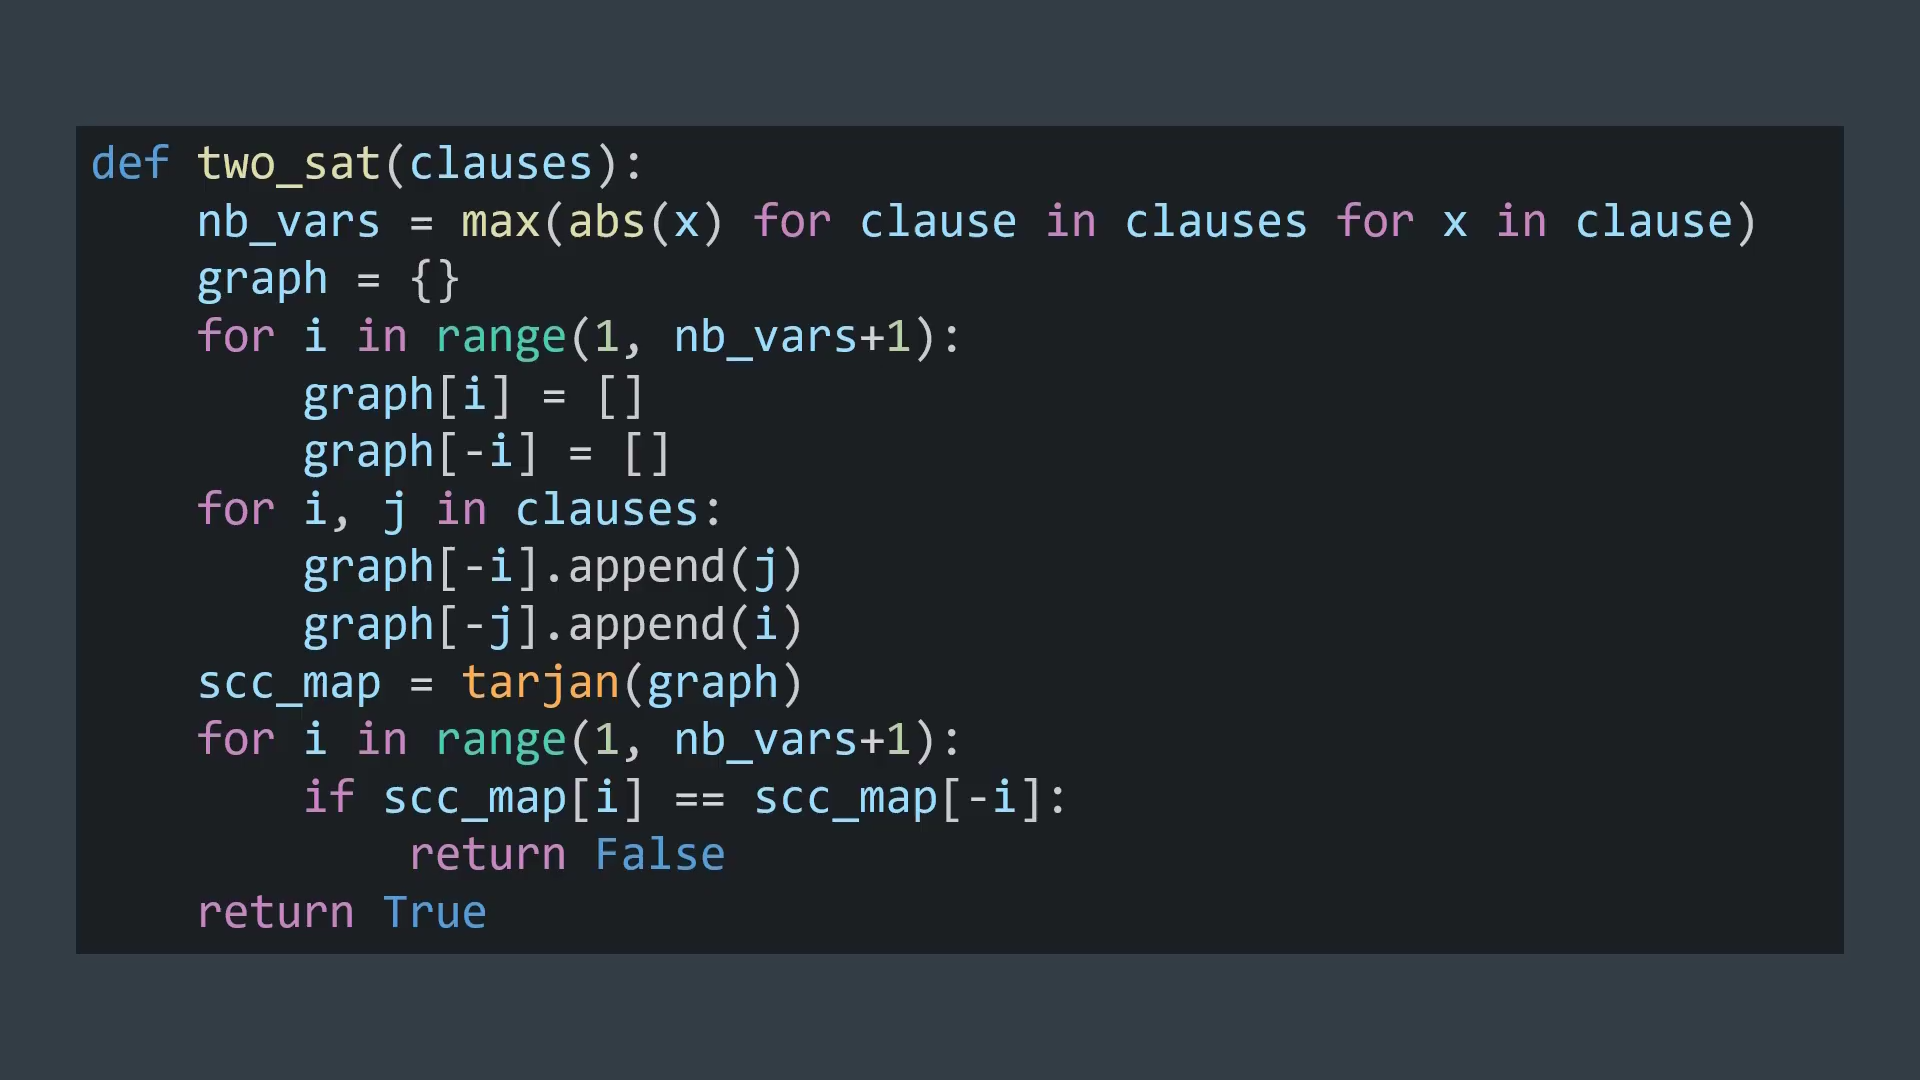 def two_sat(clauses):
    nb_vars = max(abs(x) for clause in clauses for x in clause)
    graph = {}
    for i in range(1, nb_vars+1):
        graph[i] = []
        graph[-i] = []
    for i, j in clauses:
        graph[-i].append(j)
        graph[-j].append(i)
    scc_map = tarjan(graph)
    for i in range(1, nb_vars+1):
        if scc_map[i] == scc_map[-i]:
            return False
    return True